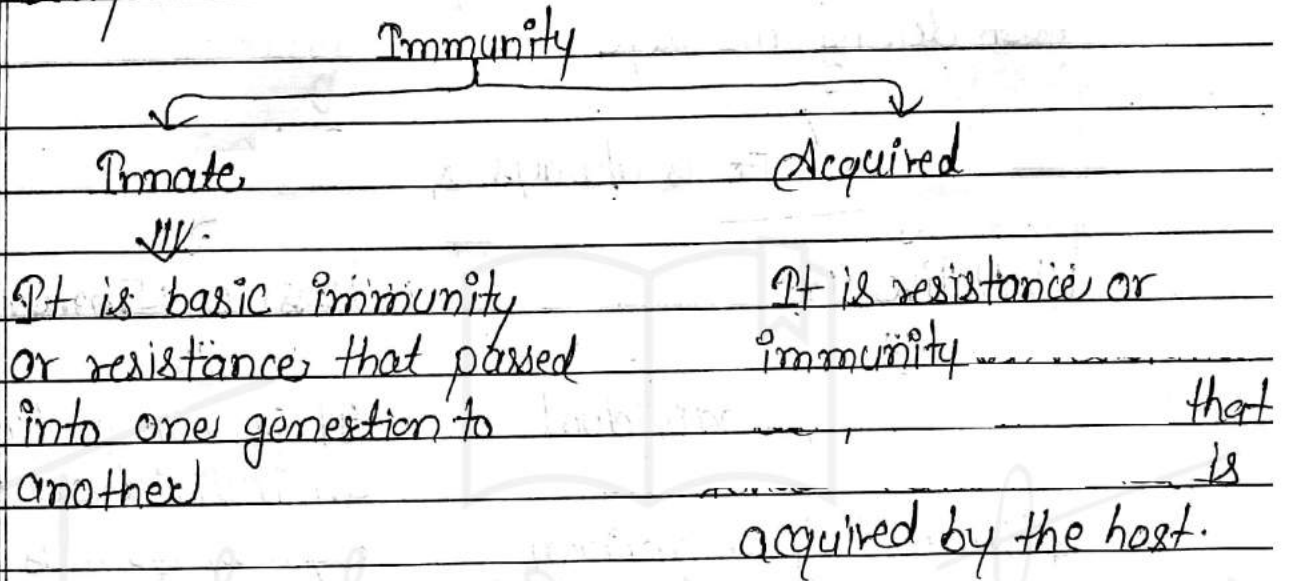 Immunity
Innate
Acquired
It is basic immunity
or resistance that passed
into one genertion to
another
It is resistance or
immunity
that
is
acquired by the host.